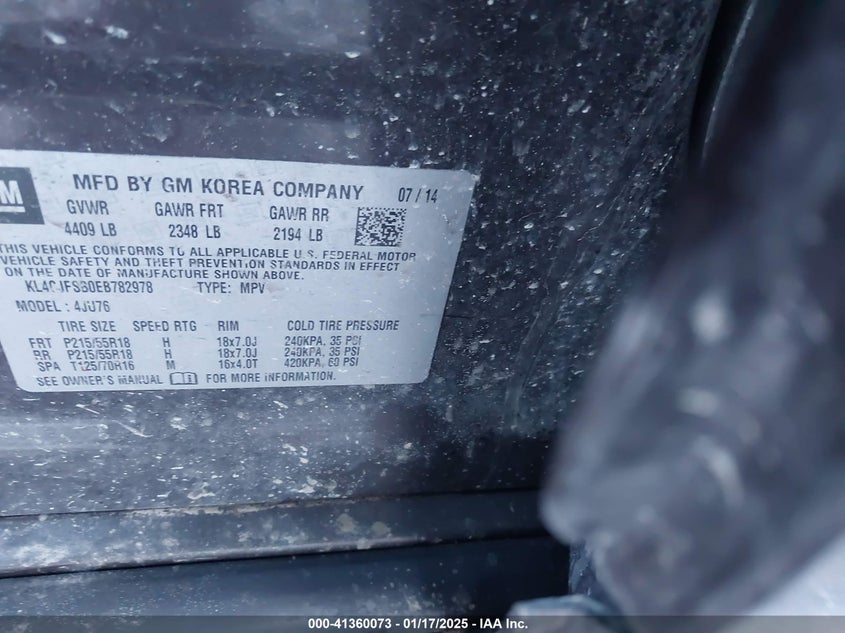 GM
MFD BY GM KOREA COMPANY 07/14
GVWR GAWR FRT GAWR RR
4409 LB 2348 LB 2194 LB
THIS VEHICLE CONFORMS TO ALL APPLICABLE U.S. FEDERAL MOTOR
VEHICLE SAFETY AND THEFT PREVENTION STANDARDS IN EFFECT
ON THE DATE OF MANUFACTURE SHOWN ABOVE.
TYPE: MPV
MODEL: 4JU76
TIRE SIZE SPEED RTG RIM COLD TIRE PRESSURE
FRT P215/55R18 H 18x7.0J 240KPA, 35 PSI
RR P215/55R18 H 18x7.0J 240KPA, 35 PSI
SPA T125/70R16 M 16x4.0T 420KPA, 60 PSI
SEE OWNER'S MANUAL FOR MORE INFORMATION.
000-41360073 - 01/17/2025 - IAA Inc.